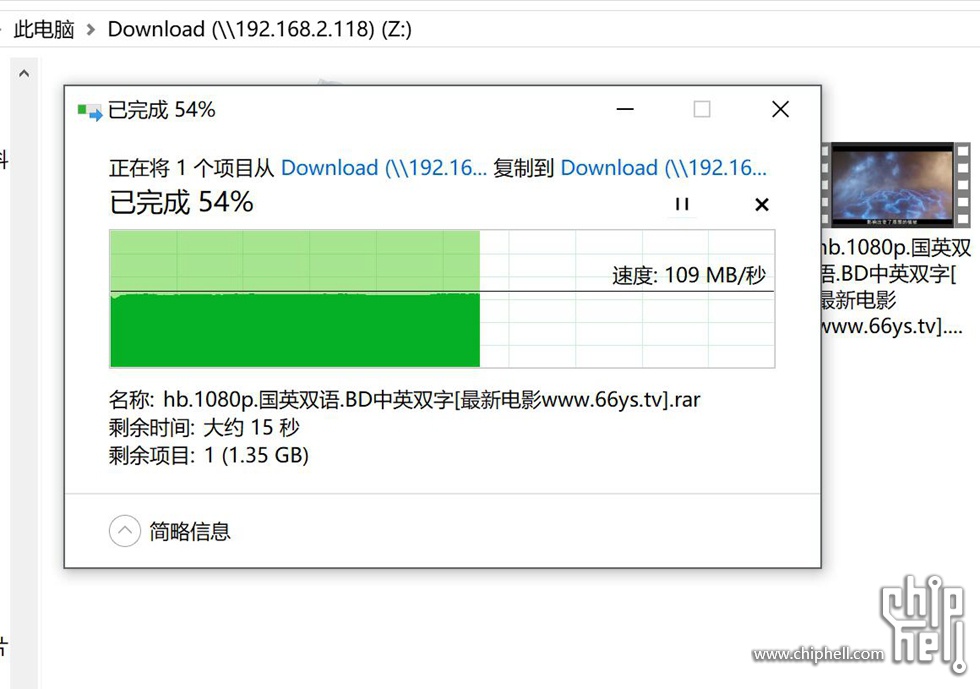 此电脑 > Download (\\192.168.2.118) (Z:)
已完成 54%
正在将 1 个项目从 Download (\\192.16... 复制到 Download (\\192.16...
已完成 54%
速度: 109 MB/秒
名称: hb.1080p.国英双语.BD中英双字[最新电影www.66ys.tv].rar
剩余时间: 大约 15 秒
剩余项目: 1 (1.35 GB)
简略信息
hb.1080p.国英双
语.BD中英双字[
最新电影
www.66ys.tv]....
www.chiphell.com
chip
hell